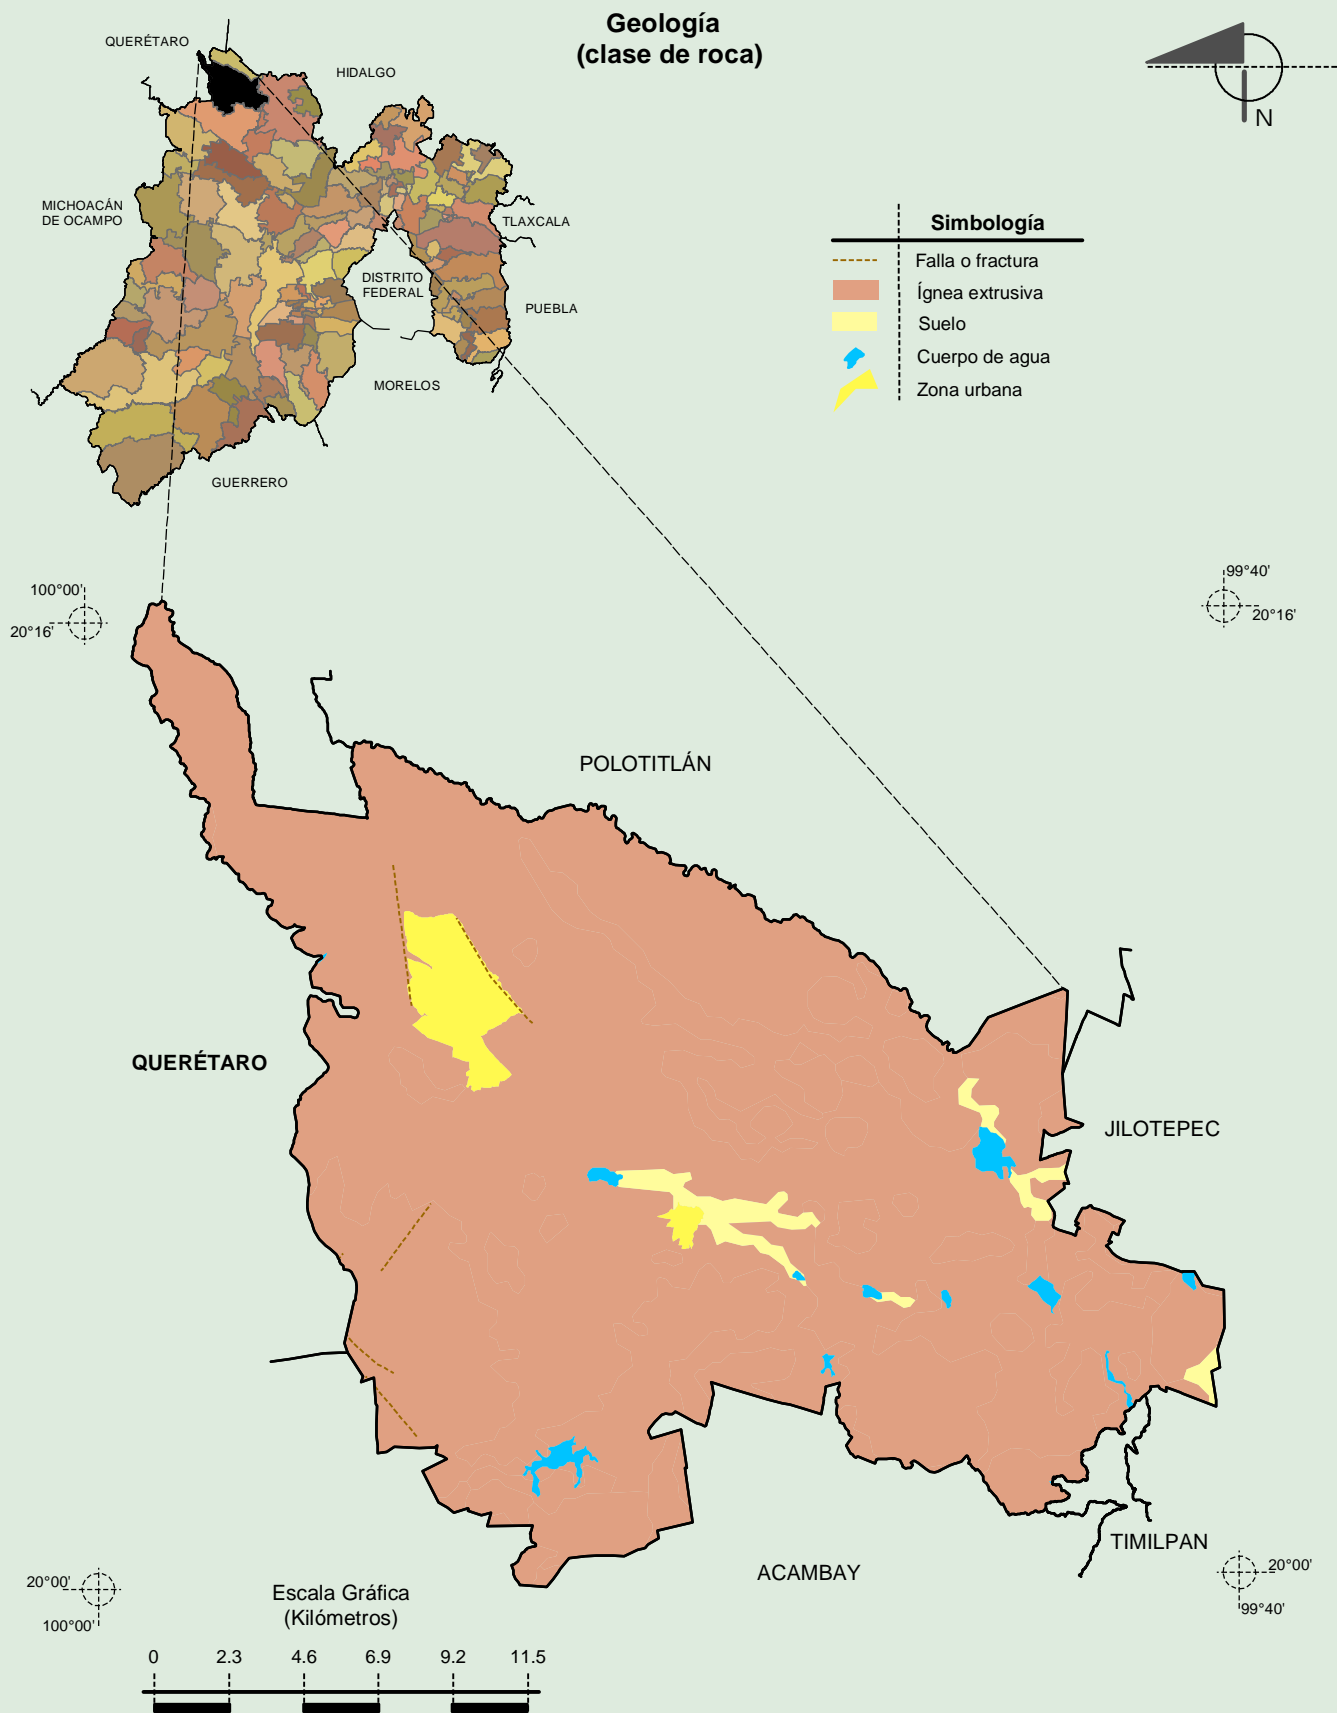 Geología
(clase de roca)
QUERÉTARO
HIDALGO
N
MICHOACÁN
DE OCAMPO
TLAXCALA
DISTRITO
FEDERAL
PUEBLA
MORELOS
GUERRERO
Simbología
Falla o fractura
Ígnea extrusiva
Suelo
Cuerpo de agua
Zona urbana
100°00'
20°16'
99°40'
20°16'
POLOTITLÁN
QUERÉTARO
JILOTEPEC
TIMILPAN
ACAMBAY
20°00'
100°00'
20°00'
99°40'
Escala Gráfica
(Kilómetros)
0 2.3 4.6 6.9 9.2 11.5